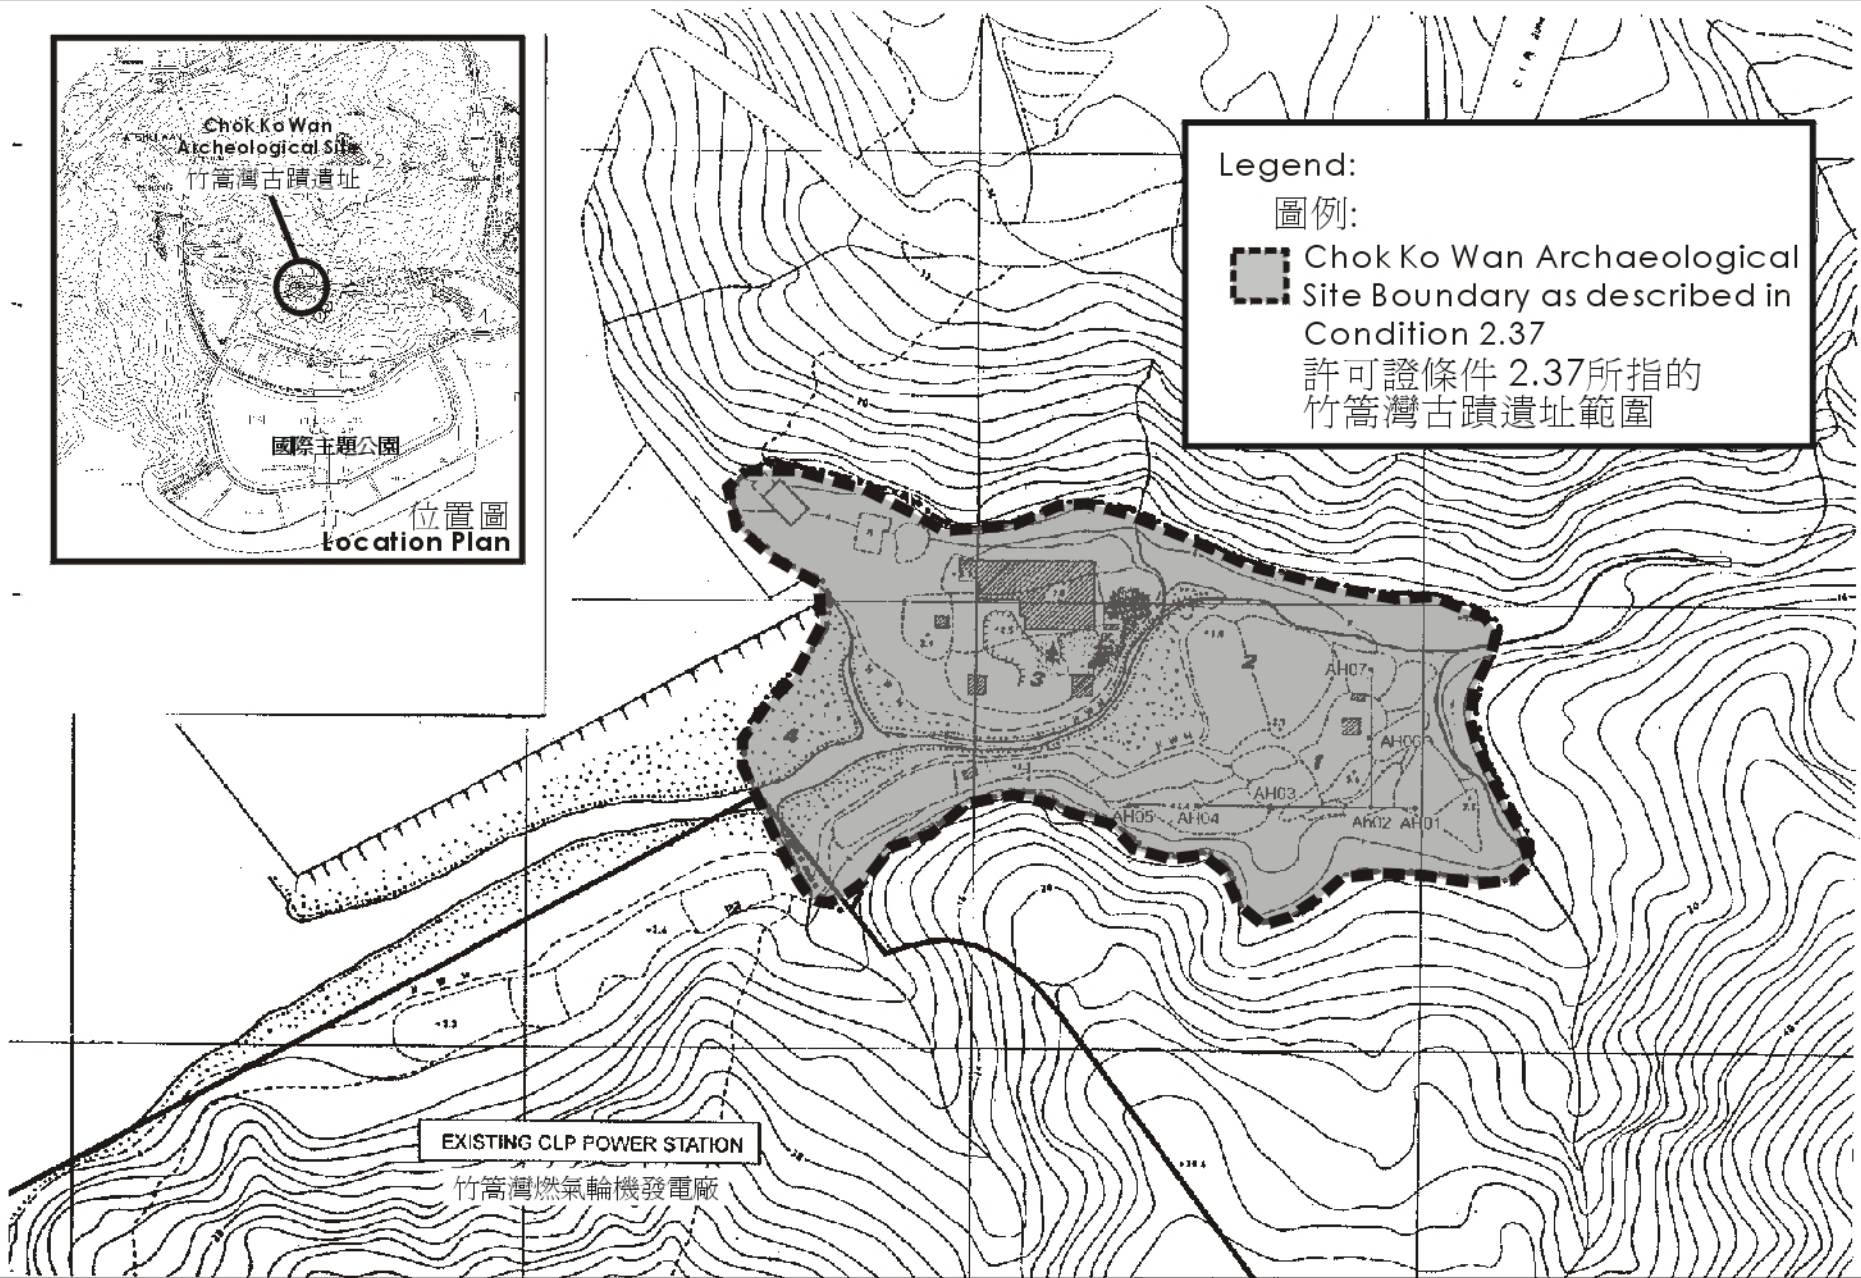 Chok Ko Wan
Archeological Site
竹篙灣古蹟遺址
國際主題公園
位置圖
Location Plan
Legend:
圖例:
Chok Ko Wan Archaeological
Site Boundary as described in
Condition 2.37
許可證條件 2.37所指的
竹篙灣古蹟遺址範圍
2
AH07
3
4
1
AH03
AH05
AH04
AH02
AH01
EXISTING CLP POWER STATION
竹篙灣燃氣輪機發電廠